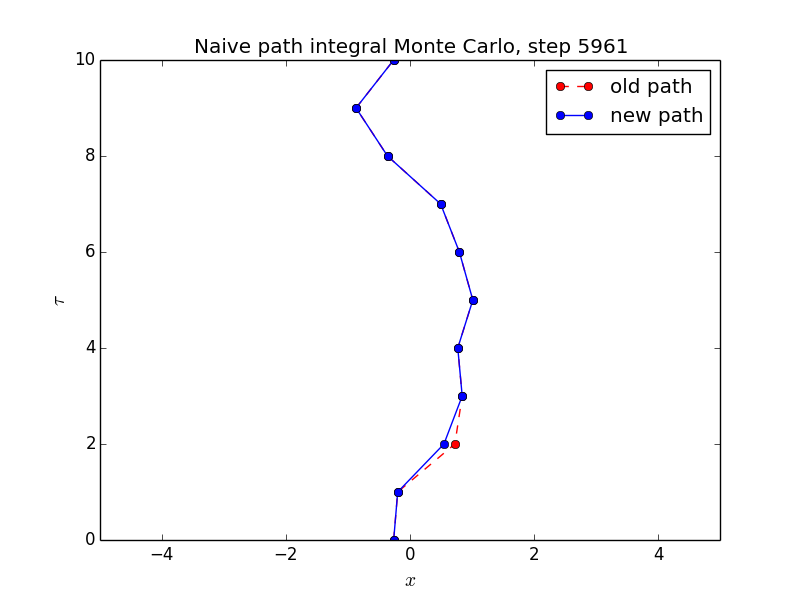 Naive path integral Monte Carlo, step 5961
old path
new path
10
8
6
4
2
0
τ
−4 −2 0 2 4
x